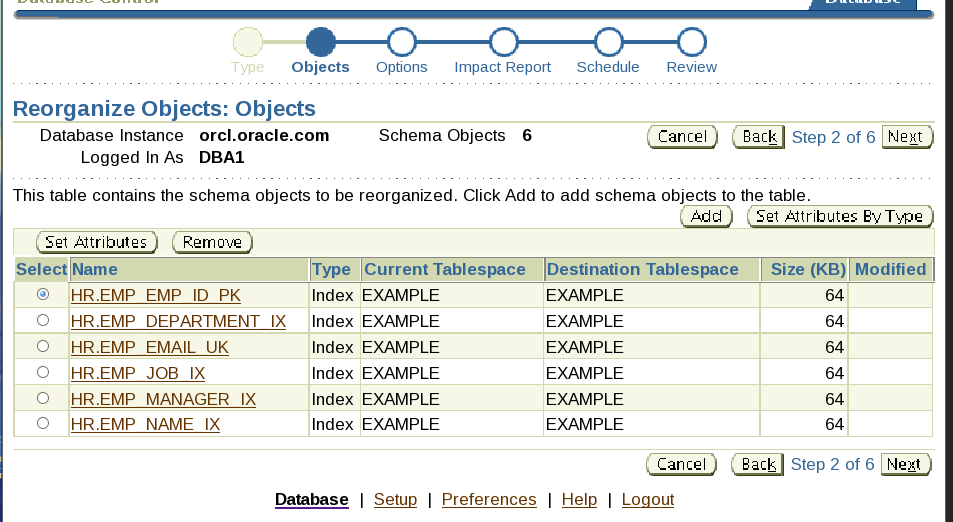 Database Control
Database
Type Objects Options Impact Report Schedule Review
Reorganize Objects: Objects
Database Instance orcl.oracle.com Schema Objects 6 Cancel Back Step 2 of 6 Next
Logged In As DBA1
This table contains the schema objects to be reorganized. Click Add to add schema objects to the table.
Add Set Attributes By Type
Set Attributes Remove
Select Name Type Current Tablespace Destination Tablespace Size (KB) Modified
HR.EMP_EMP_ID_PK Index EXAMPLE EXAMPLE 64
HR.EMP_DEPARTMENT_IX Index EXAMPLE EXAMPLE 64
HR.EMP_EMAIL_UK Index EXAMPLE EXAMPLE 64
HR.EMP_JOB_IX Index EXAMPLE EXAMPLE 64
HR.EMP_MANAGER_IX Index EXAMPLE EXAMPLE 64
HR.EMP_NAME_IX Index EXAMPLE EXAMPLE 64
Cancel Back Step 2 of 6 Next
Database | Setup | Preferences | Help | Logout